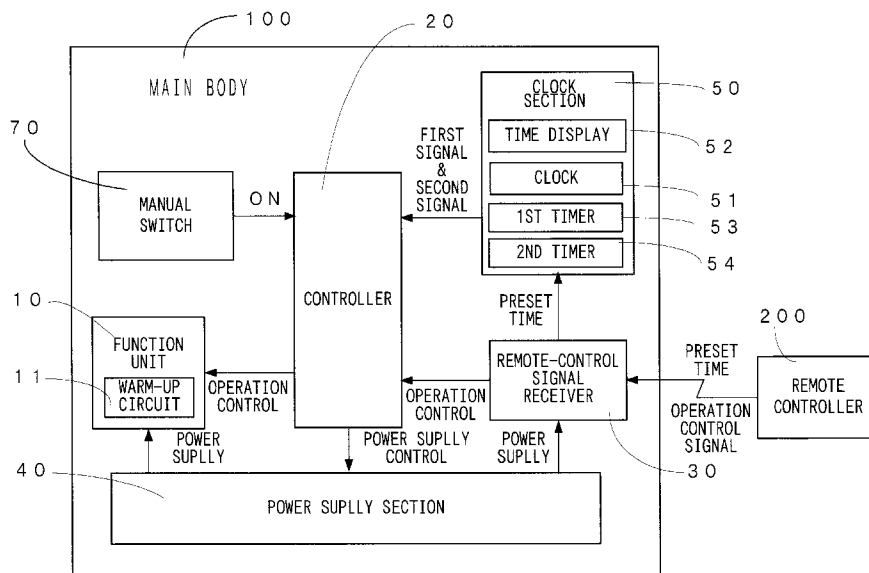 100
20
MAIN BODY
CLOCK
SECTION
50
TIME DISPLAY
52
CLOCK
51
1ST TIMER
53
2ND TIMER
54
70
MANUAL
SWITCH
ON
FIRST
SIGNAL
&
SECOND
SIGNAL
CONTROLLER
PRESET
TIME
10
FUNCTION
UNIT
11
WARM-UP
CIRCUIT
OPERATION
CONTROL
OPERATION
CONTROL
REMOTE-CONTROL
SIGNAL
RECEIVER
200
PRESET
TIME
REMOTE
CONTROLLER
OPERATION
CONTROL
SIGNAL
POWER
SUPLLY
POWER SUPLLY
CONTROL
POWER
SUPLLY
30
40
POWER SUPLLY SECTION